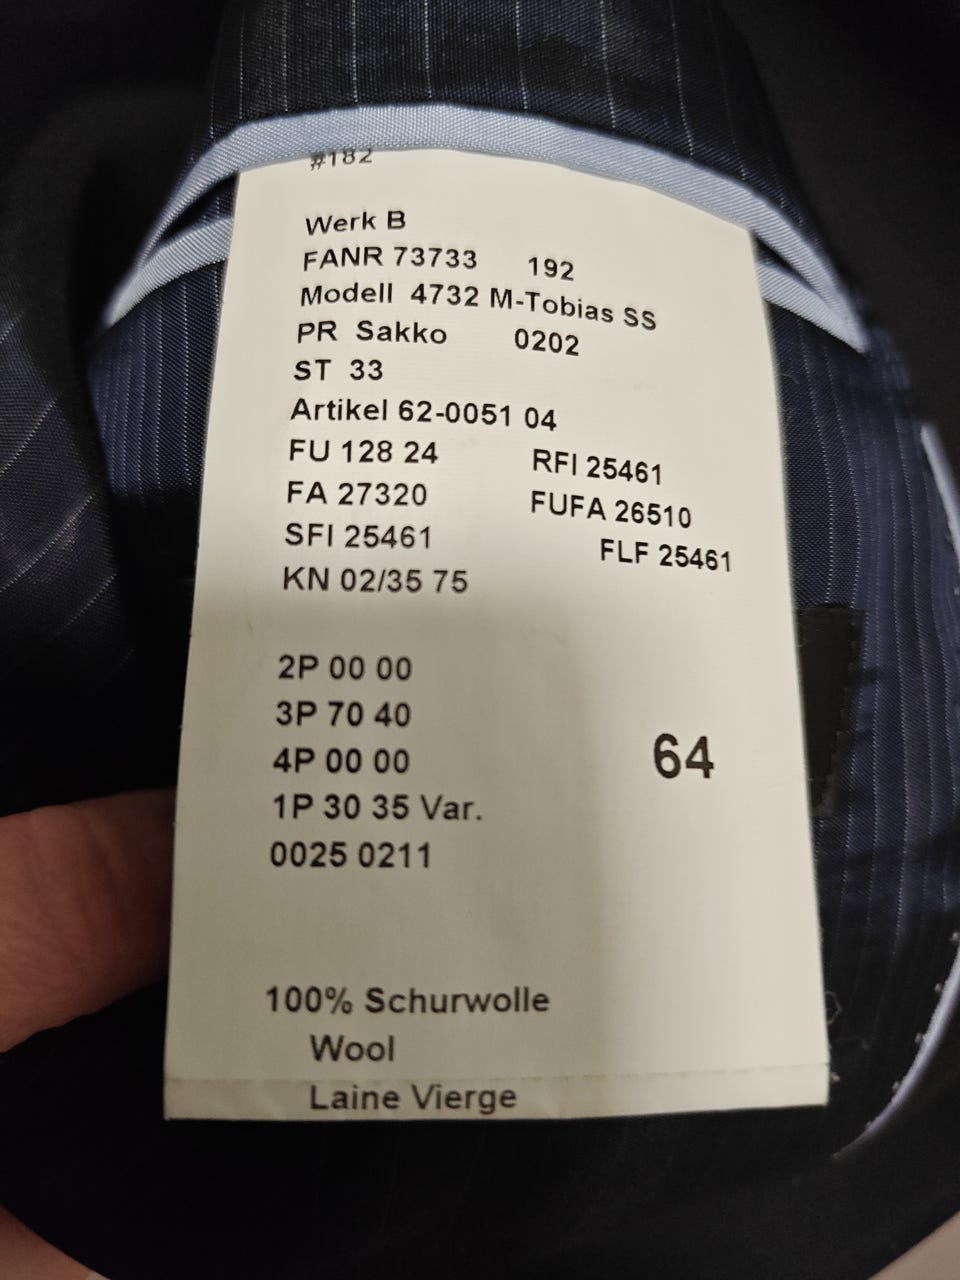 #182
Werk B
FANR 73733 192
Modell 4732 M-Tobias SS
PR Sakko 0202
ST 33
Artikel 62-0051 04
FU 128 24 RFI 25461
FA 27320 FUFA 26510
SFI 25461 FLF 25461
KN 02/35 75
2P 00 00
3P 70 40
4P 00 00 64
1P 30 35 Var.
0025 0211
100% Schurwolle
Wool
Laine Vierge